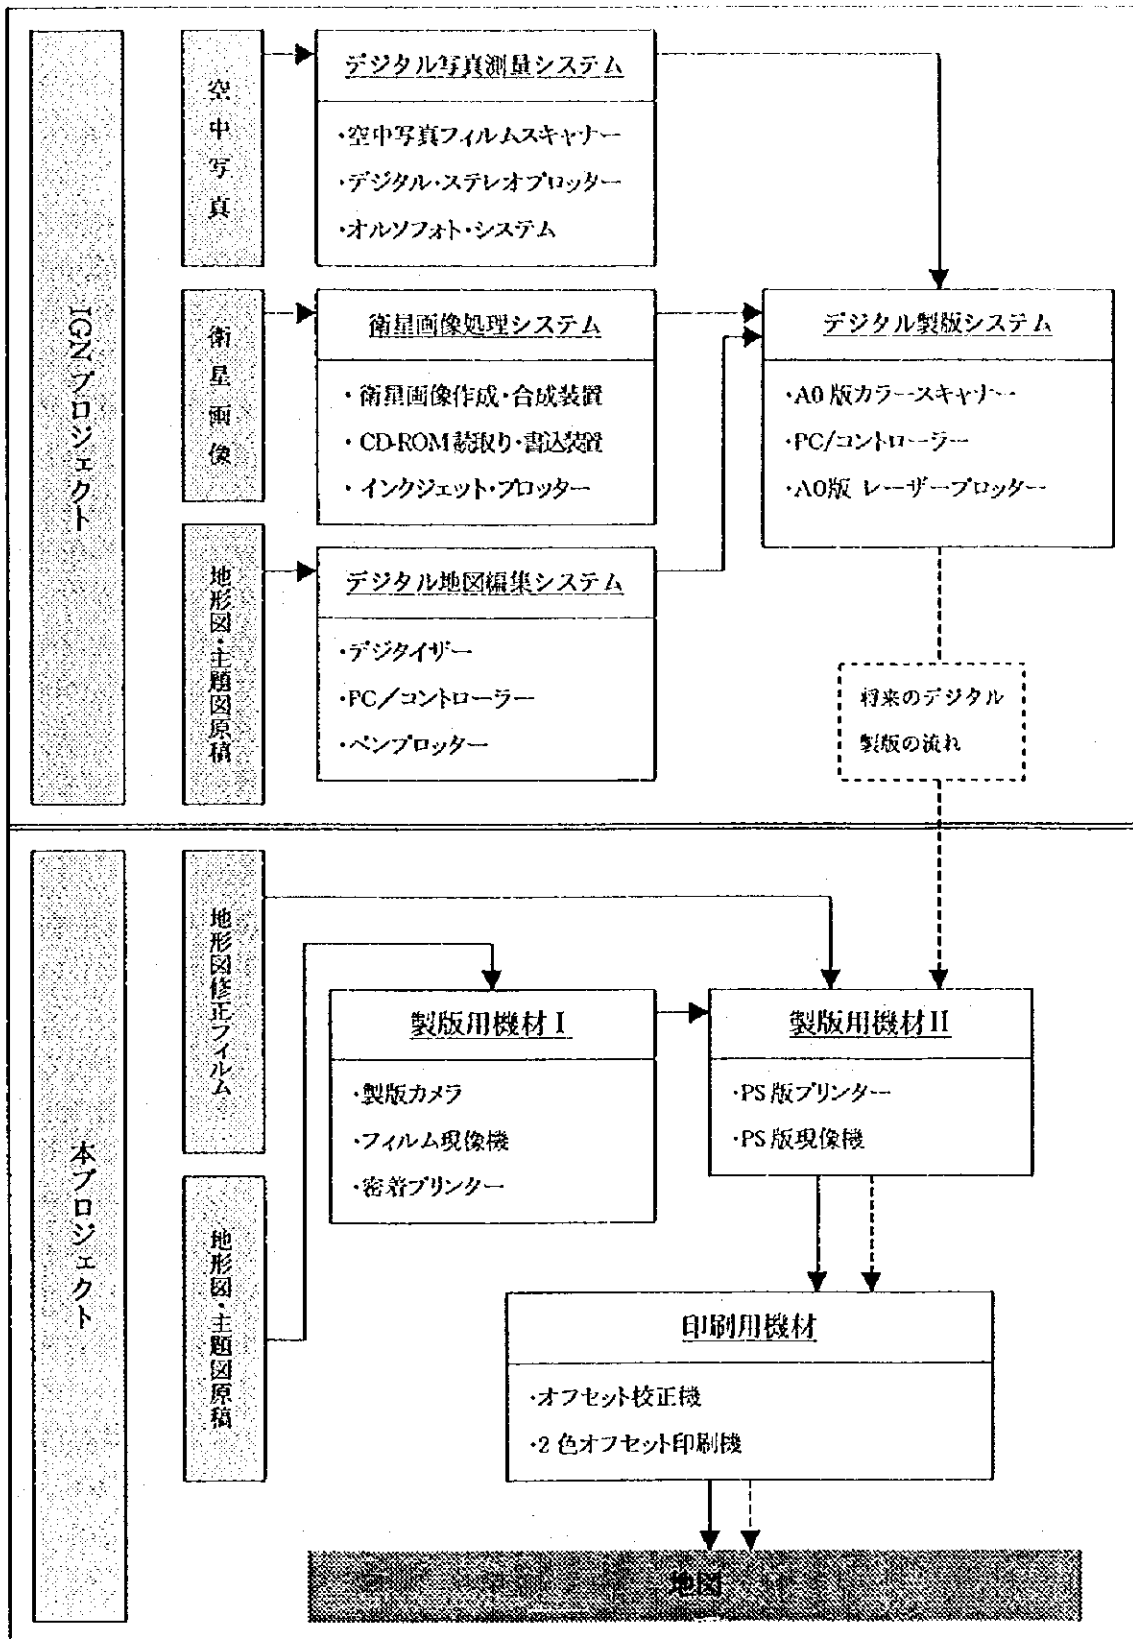 IGNプロジェクト
空中写真
デジタル写真測量システム
・空中写真フィルムスキャナー
・デジタル・ステレオプロッター
・オルソフォト・システム
衛星画像
衛星画像処理システム
・衛星画像作成・合成装置
・CD-ROM読取り・書込装置
・インクジェット・プロッター
デジタル製版システム
・A0版カラースキャナー
・PC/コントローラー
・A0版 レーザープロッター
地形図・主題図原稿
デジタル地図編集システム
・デジタイザー
・PC／コントローラー
・ペンプロッター
将来のデジタル
製版の流れ
本プロジェクト
地形図修正フィルム
製版用機材Ⅰ
・製版カメラ
・フィルム現像機
・密着プリンター
製版用機材II
・PS版プリンター
・PS版現像機
地形図・主題図原稿
印刷用機材
・オフセット校正機
・2色オフセット印刷機
地図